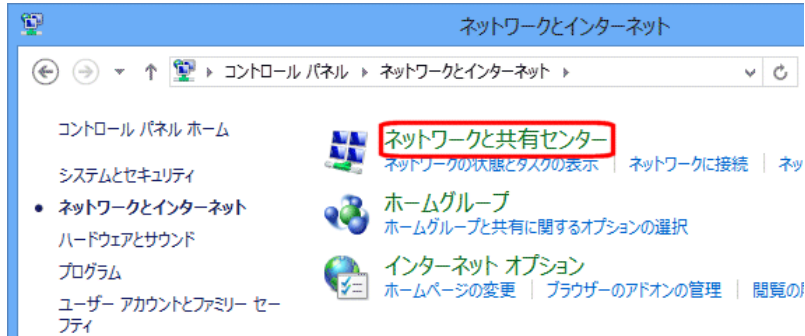 ネットワークとインターネット
コントロール パネル ネットワークとインターネット
コントロール パネル ホーム
システムとセキュリティ
ネットワークとインターネット
ハードウェアとサウンド
プログラム
ユーザー アカウントとファミリー セー
フティ
ネットワークと共有センター
ネットワークの状態とタスクの表示 ネットワークに接続 ネッ
ホームグループ
ホームグループと共有に関するオプションの選択
インターネット オプション
ホームページの変更 ブラウザーのアドオンの管理 閲覧の